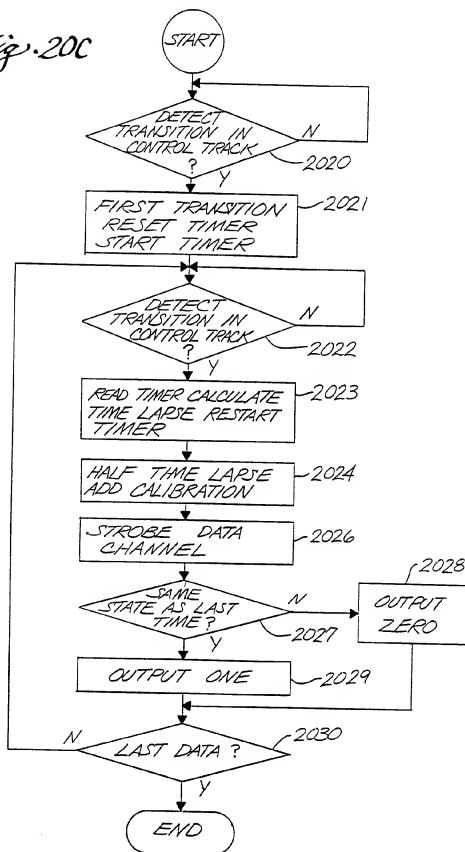 Fig. 20C
START
DETECT
TRANSITION IN
CONTROL TRACK
?
N
2020
Y
FIRST TRANSITION
RESET TIMER
START TIMER
2021
DETECT
TRANSITION IN
CONTROL TRACK
?
N
2022
Y
READ TIMER CALCULATE
TIME LAPSE RESTART
TIMER
2023
HALF TIME LAPSE
ADD CALIBRATION
2024
STROBE DATA
CHANNEL
2026
SAME
STATE AS LAST
TIME?
N
2027
Y
2028
OUTPUT
ZERO
OUTPUT ONE
2029
N
LAST DATA ?
2030
Y
END